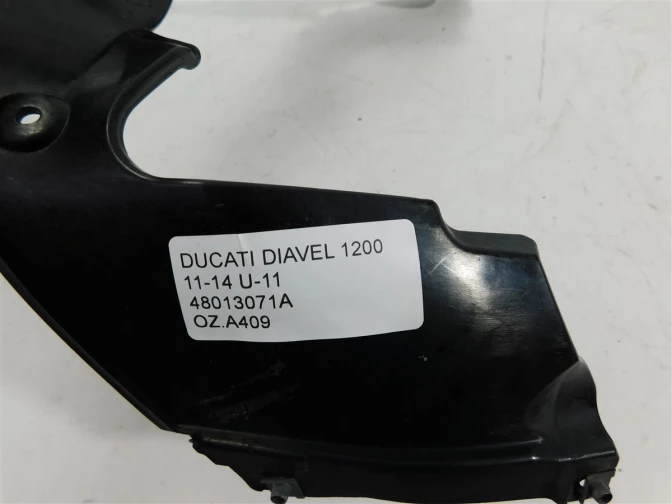 DUCATI DIAVEL 1200
11-14 U-11
48013071A
OZ.A409